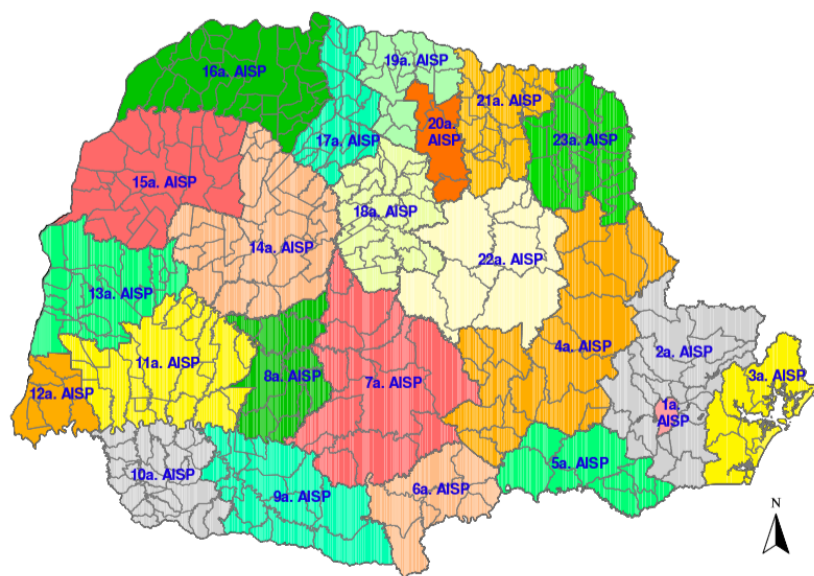 19a. AISP
16a. AISP
21a. AISP
20a.
AISP
17a. AISP
23a. AISP
15a. AISP
18a. AISP
14a. AISP
22a. AISP
13a. AISP
4a. AISP
2a. AISP
11a. AISP
8a. AISP
7a. AISP
3a. AISP
12a. AISP
1a.
AISP
5a. AISP
10a. AISP
9a. AISP
6a. AISP
N